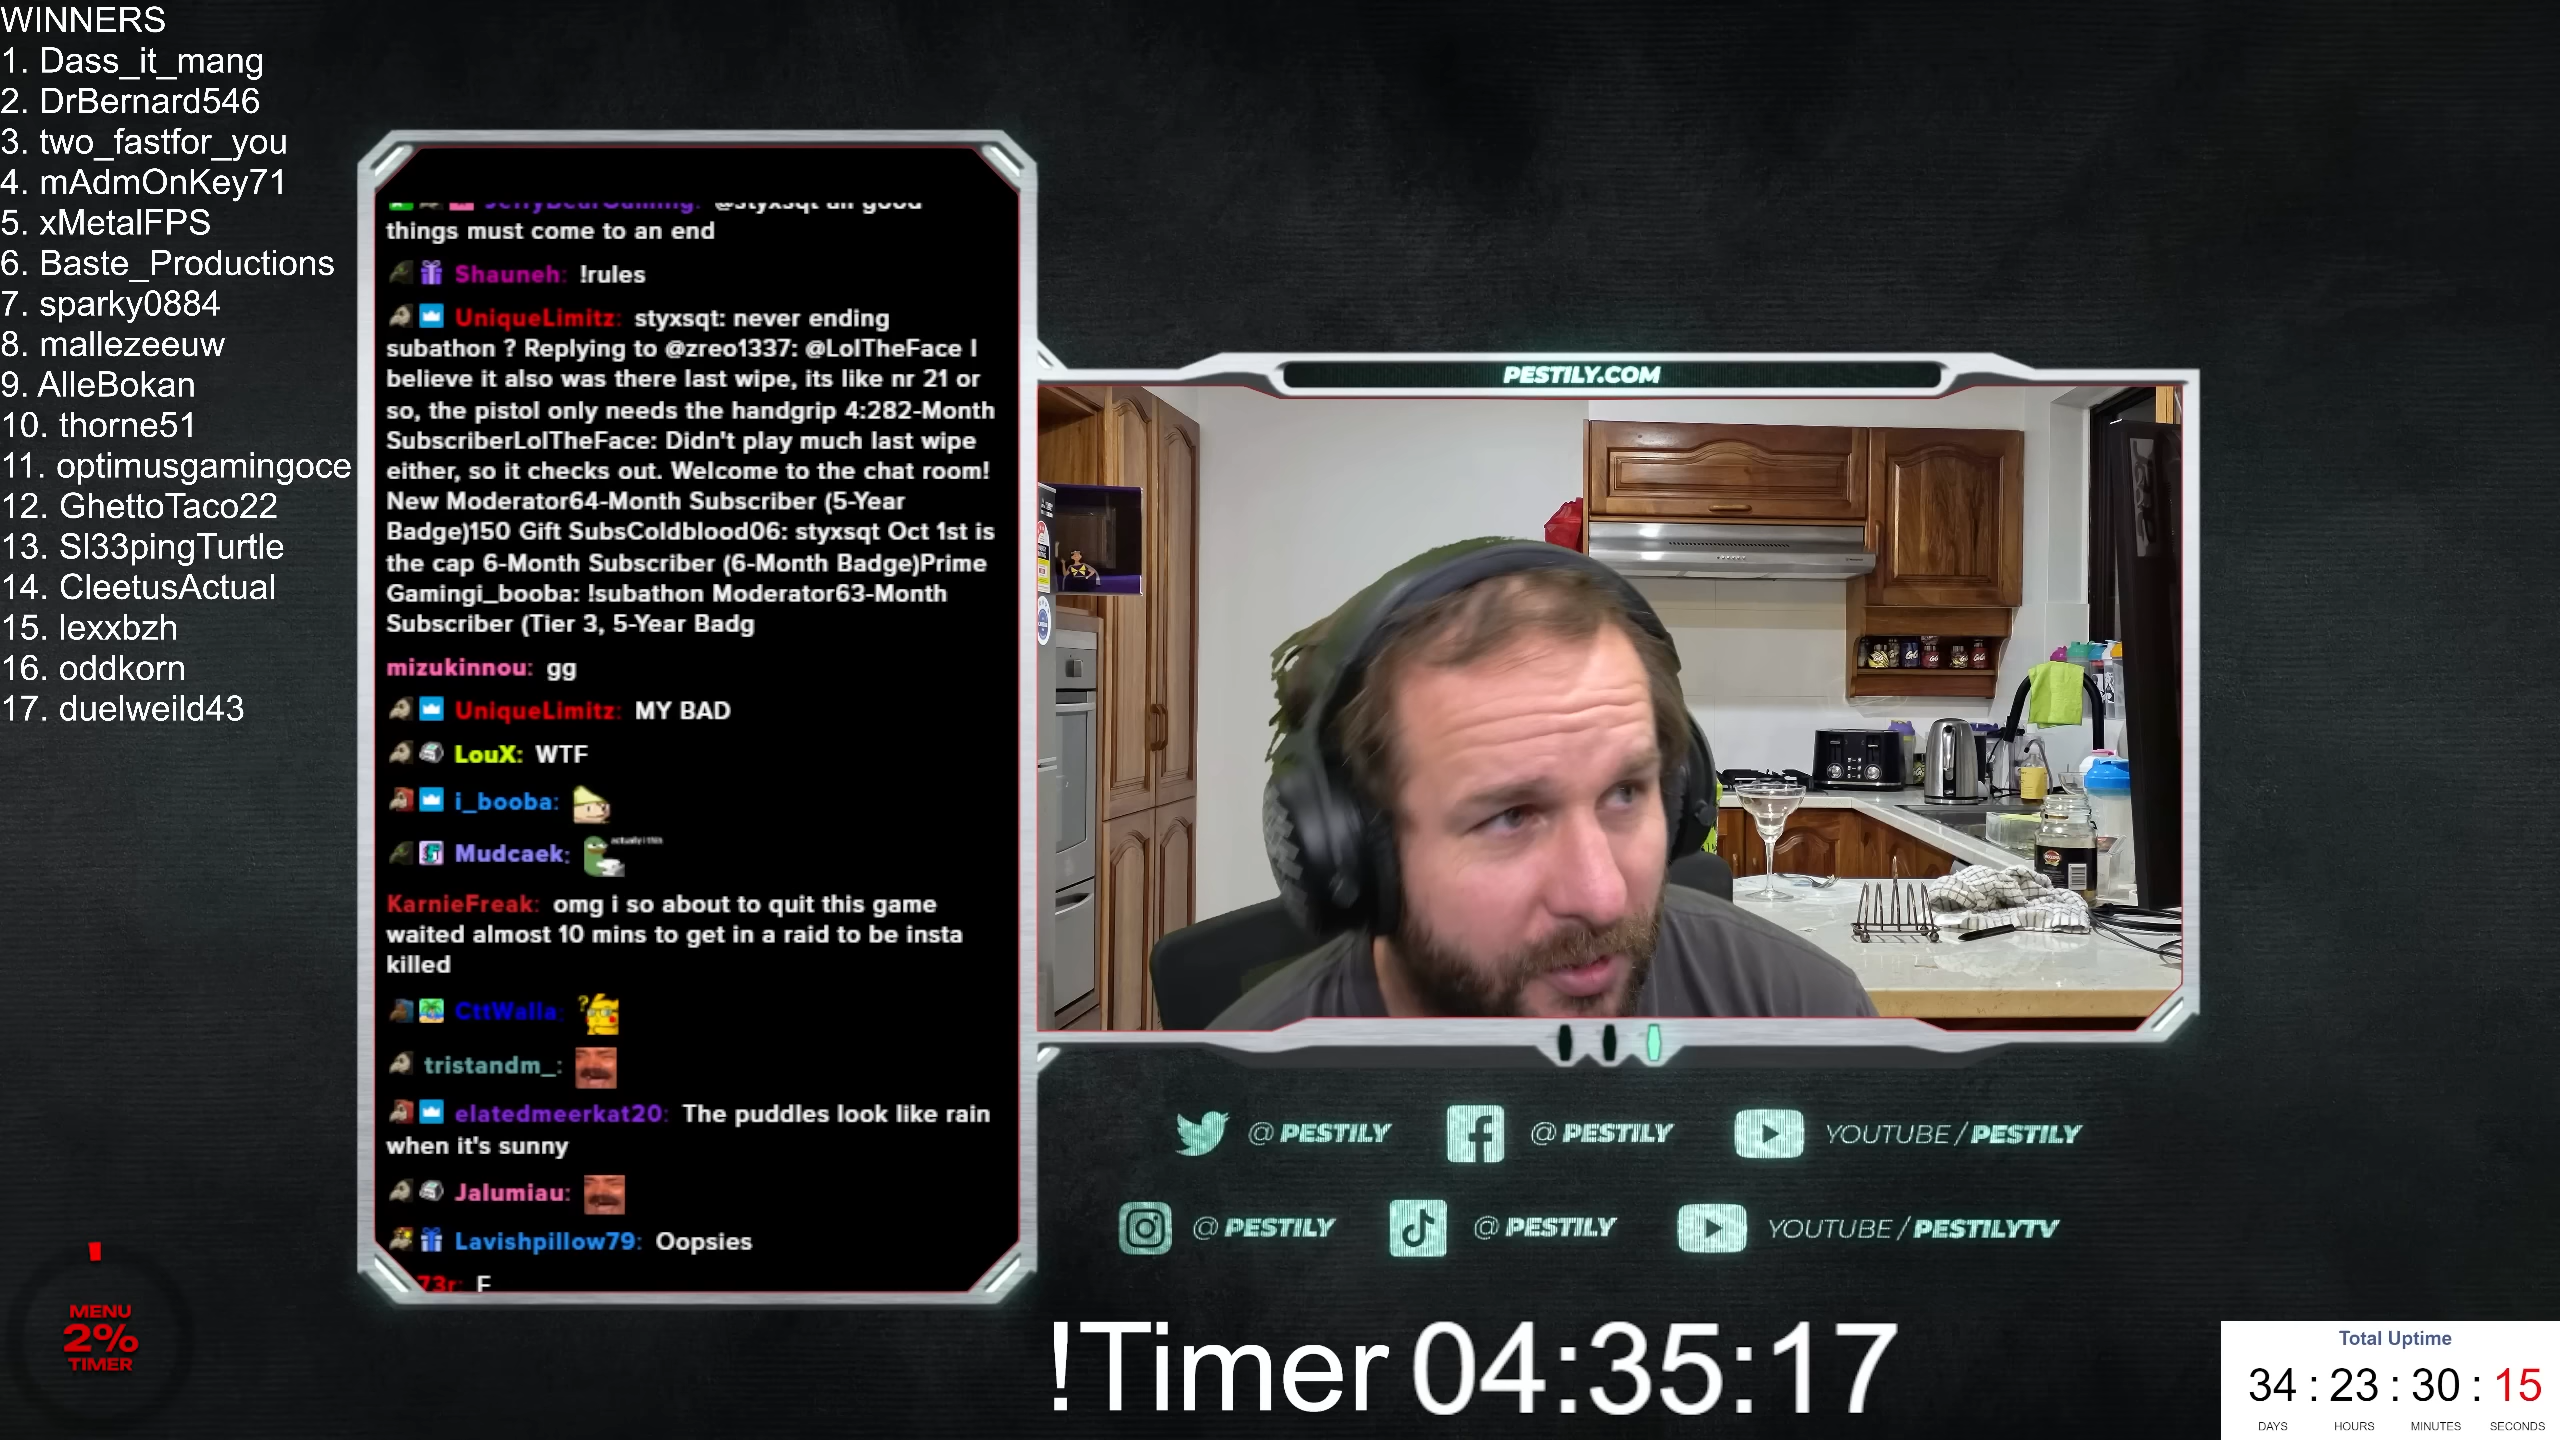 WINNERS
1. Dass_it_mang
2. DrBernard546
3. two_fastfor_you
4. mAdmOnKey71
5. xMetalFPS
6. Baste_Productions
7. sparky0884
8. mallezeeuw
9. AlleBokan
10. thorne51
11. optimusgamingoce
12. GhettoTaco22
13. Sl33pingTurtle
14. CleetusActual
15. lexxbzh
16. oddkorn
17. duelweild43
JerryBearGaming: @styxsqt all good
things must come to an end
Shauneh: !rules
UniqueLimitz: styxsqt: never ending
subathon ? Replying to @zreo1337: @LolTheFace I
believe it also was there last wipe, its like nr 21 or
so, the pistol only needs the handgrip 4:282-Month
SubscriberLolTheFace: Didn't play much last wipe
either, so it checks out. Welcome to the chat room!
New Moderator64-Month Subscriber (5-Year
Badge)150 Gift SubsColdblood06: styxsqt Oct 1st is
the cap 6-Month Subscriber (6-Month Badge)Prime
Gamingi_booba: !subathon Moderator63-Month
Subscriber (Tier 3, 5-Year Badg
mizukinnou: gg
UniqueLimitz: MY BAD
LouX: WTF
i_booba:
Mudcaek:
KarnieFreak: omg i so about to quit this game
waited almost 10 mins to get in a raid to be insta
killed
CttWalla:
tristandm_:
elatedmeerkat20: The puddles look like rain
when it's sunny
Jalumiau:
Lavishpillow79: Oopsies
73r: F
PESTILY.COM
@PESTILY @PESTILY YOUTUBE/PESTILY
@PESTILY @PESTILY YOUTUBE/PESTILYTV
MENU
2%
TIMER
!Timer 04:35:17
Total Uptime
34 : 23 : 30 : 15
DAYS HOURS MINUTES SECONDS